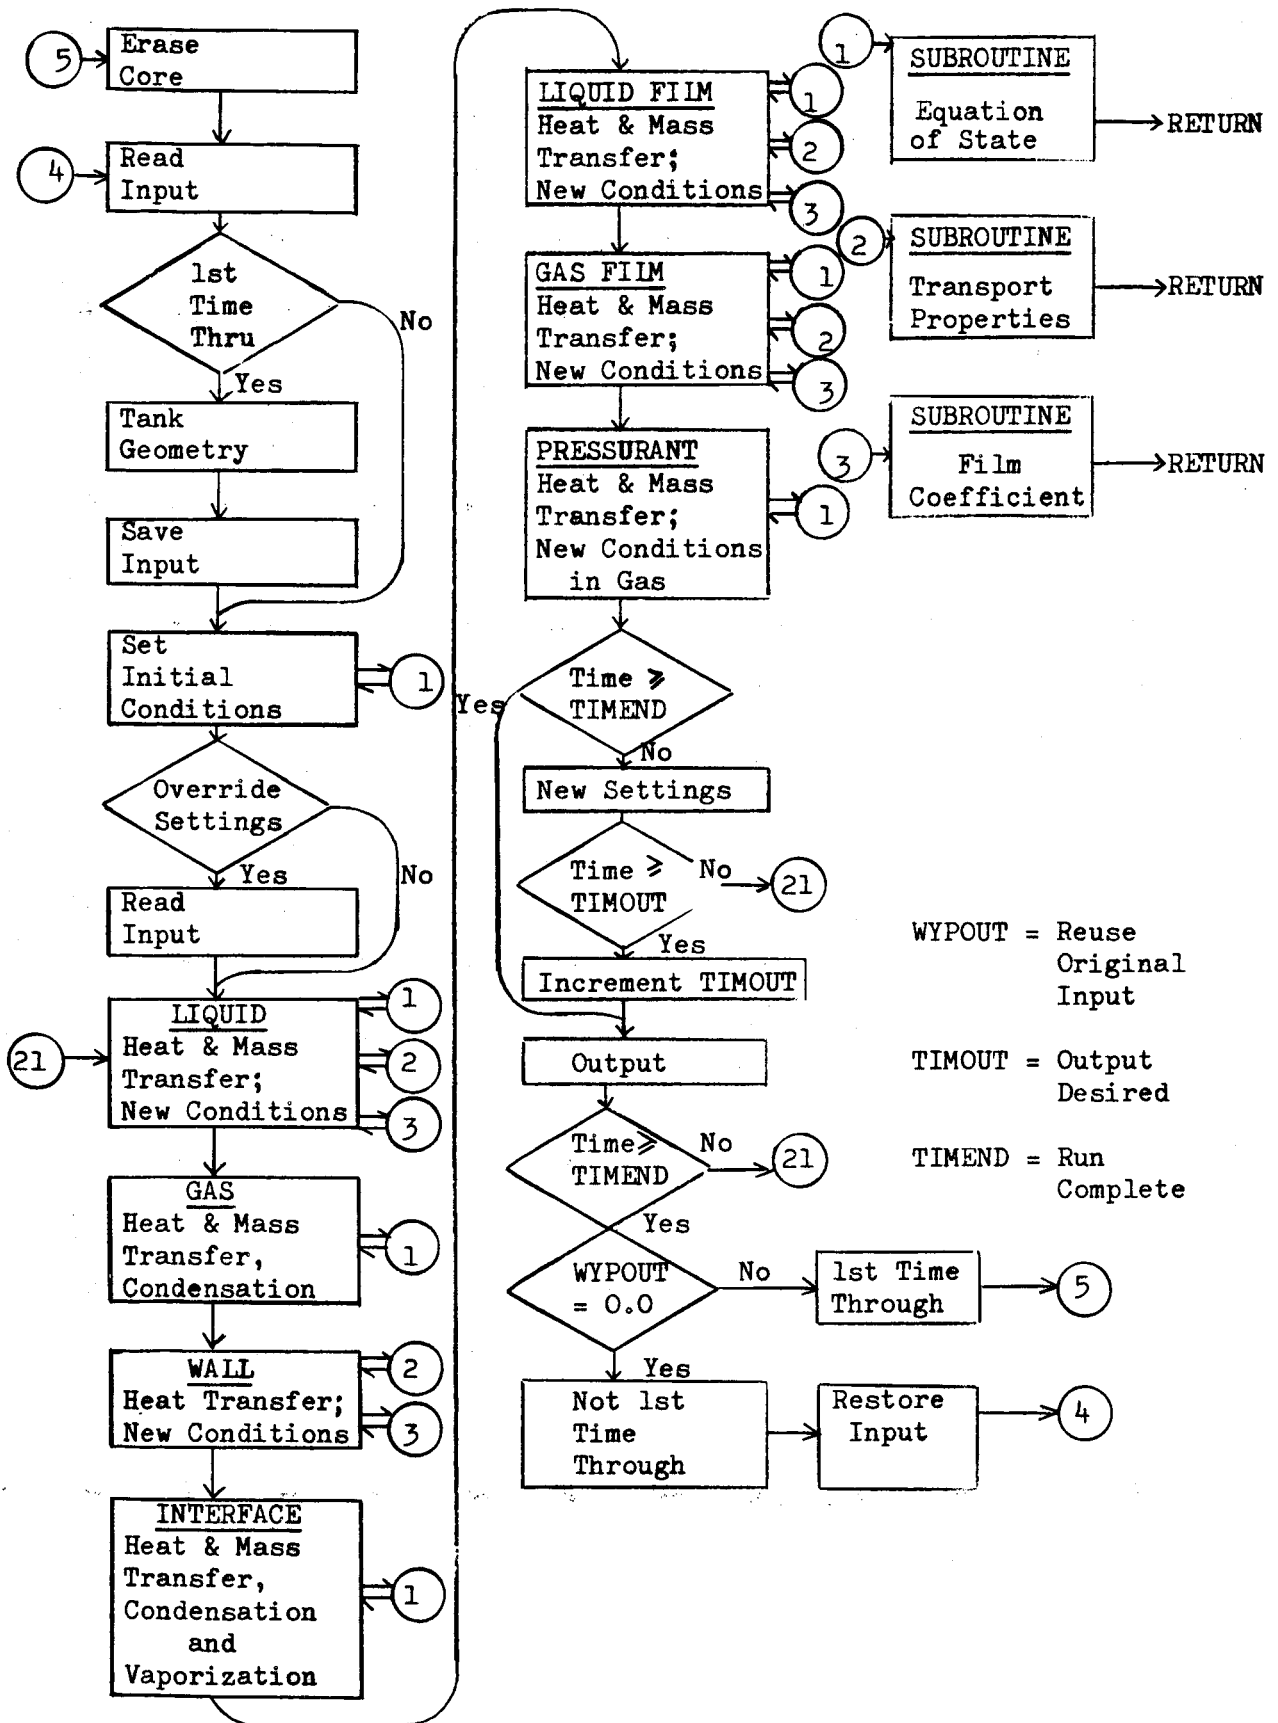 5
Erase
Core
4
Read
Input
1st
Time
Thru
No
Yes
Tank
Geometry
Save
Input
Set
Initial
Conditions
1
Override
Settings
Yes
No
Read
Input
21
LIQUID
Heat & Mass
Transfer;
New Conditions
1
2
3
GAS
Heat & Mass
Transfer,
Condensation
1
WALL
Heat Transfer;
New Conditions
2
3
INTERFACE
Heat & Mass
Transfer,
Condensation
and
Vaporization
1
LIQUID FILM
Heat & Mass
Transfer;
New Conditions
1
2
3
GAS FILM
Heat & Mass
Transfer;
New Conditions
1
2
3
PRESSURANT
Heat & Mass
Transfer;
New Conditions
in Gas
1
Time ≥
TIMEND
Yes
No
New Settings
Time ≥
TIMOUT
No
21
Yes
Increment TIMOUT
Output
Time≥
TIMEND
No
21
Yes
WYPOUT
= 0.0
No
1st Time
Through
5
Yes
Not 1st
Time
Through
Restore
Input
4
1
SUBROUTINE
Equation
of State
RETURN
2
SUBROUTINE
Transport
Properties
RETURN
3
SUBROUTINE
Film
Coefficient
RETURN
WYPOUT = Reuse
Original
Input
TIMOUT = Output
Desired
TIMEND = Run
Complete